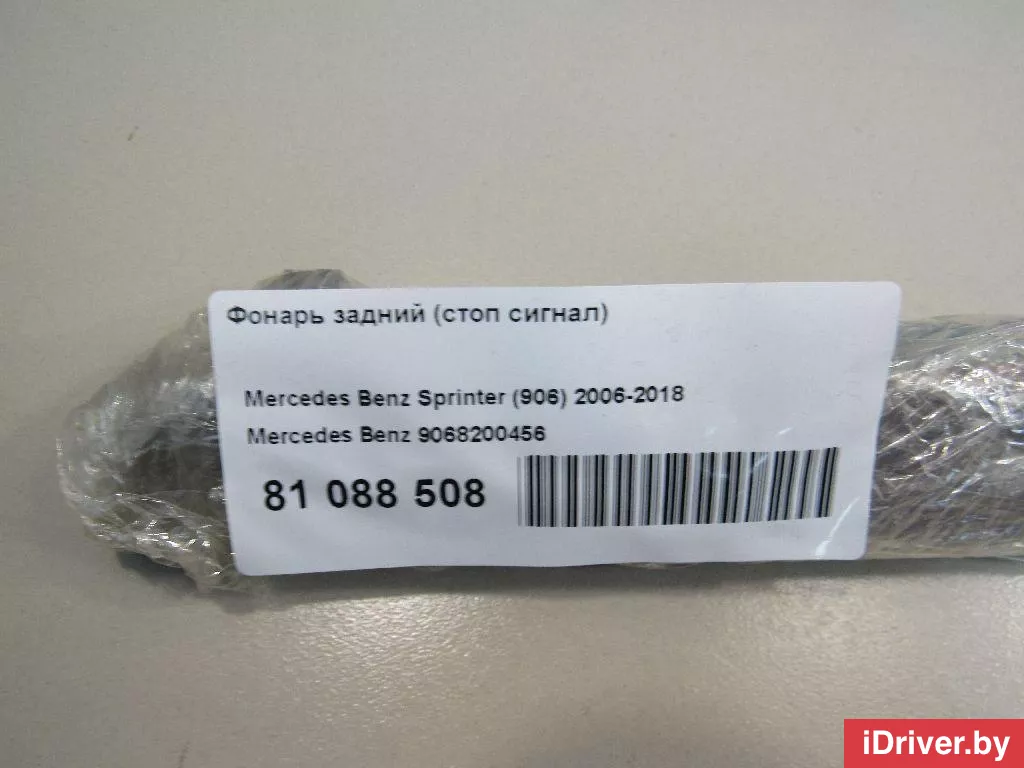 Фонарь задний (стоп сигнал)
Mercedes Benz Sprinter (906) 2006-2018
Mercedes Benz 9068200456
81 088 508
iDriver.by